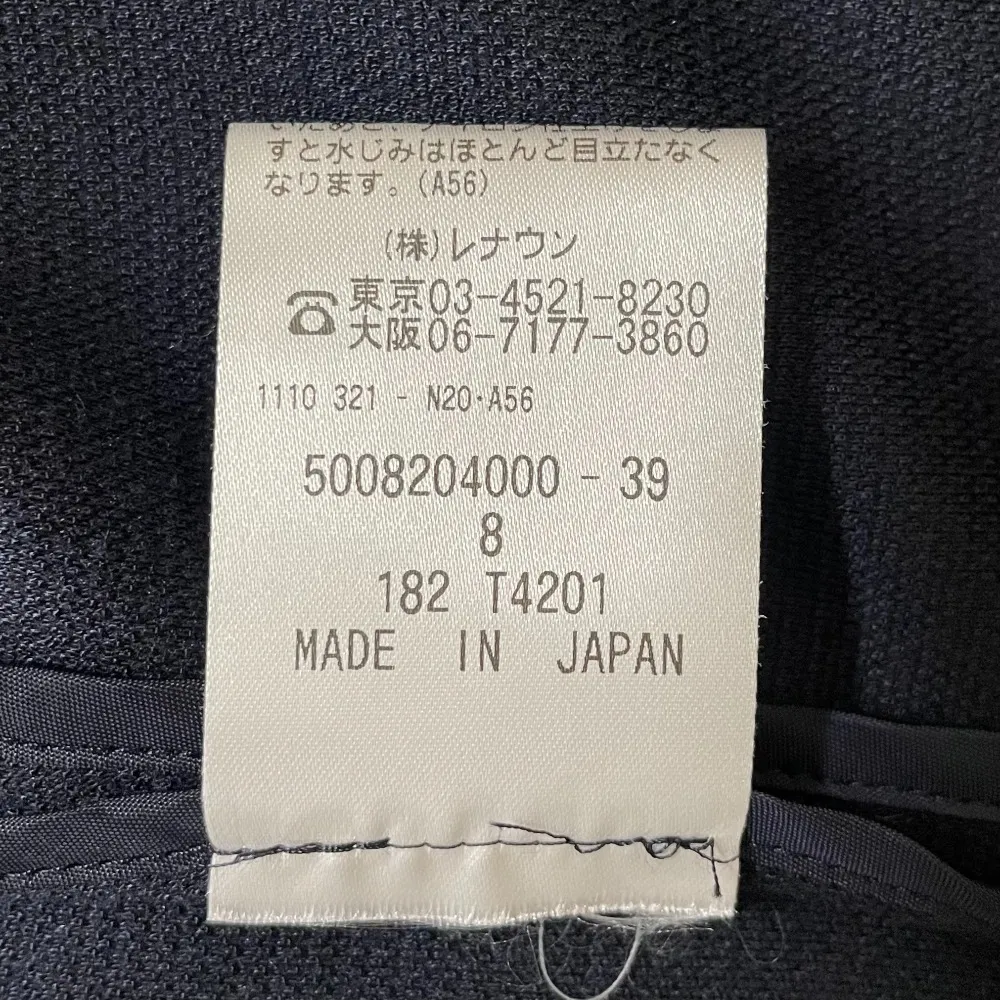 すと水じみはほとんど目立たなく
なります。(A56)
(株)レナウン
☎東京03-4521-8230
大阪06-7177-3860
1110 321 - N20・A56
5008204000 - 39
8
182 T4201
MADE IN JAPAN